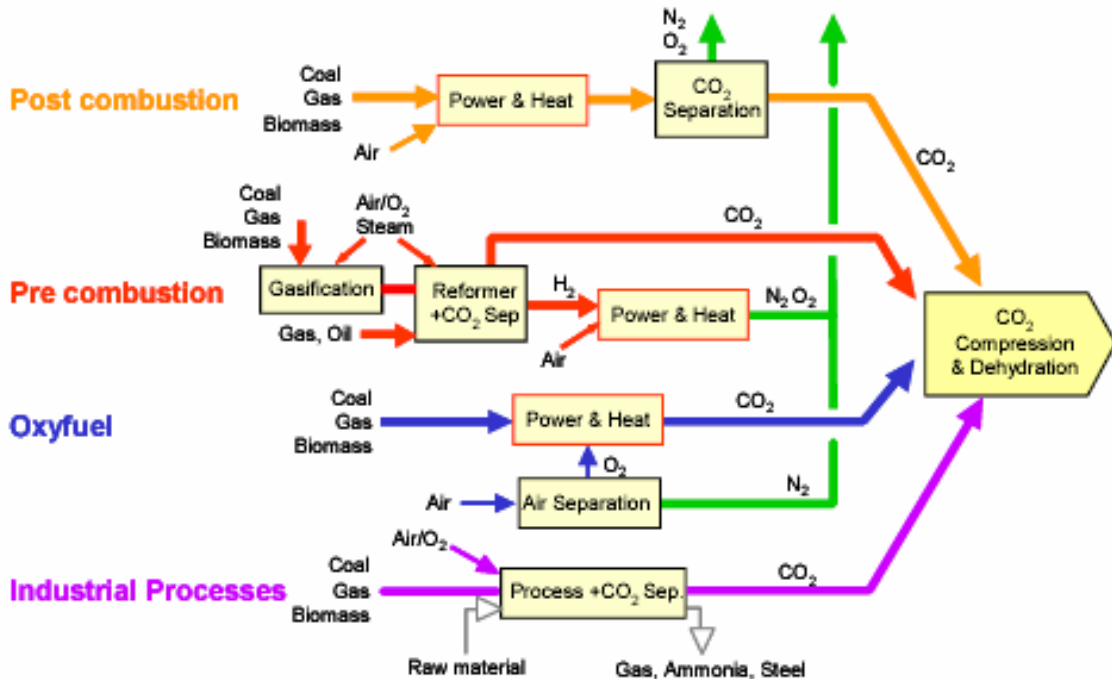 N₂
O₂
Post combustion
Coal
Gas
Biomass
Air
Power & Heat
CO₂
Separation
CO₂
Pre combustion
Coal
Gas
Biomass
Air/O₂
Steam
Gasification
Gas, Oil
Reformer
+CO₂ Sep
CO₂
H₂
Air
Power & Heat
N₂ O₂
CO₂
Compression
& Dehydration
Oxyfuel
Coal
Gas
Biomass
Power & Heat
CO₂
O₂
Air
Air Separation
N₂
Industrial Processes
Air/O₂
Coal
Gas
Biomass
Process +CO₂ Sep.
CO₂
Raw material
Gas, Ammonia, Steel